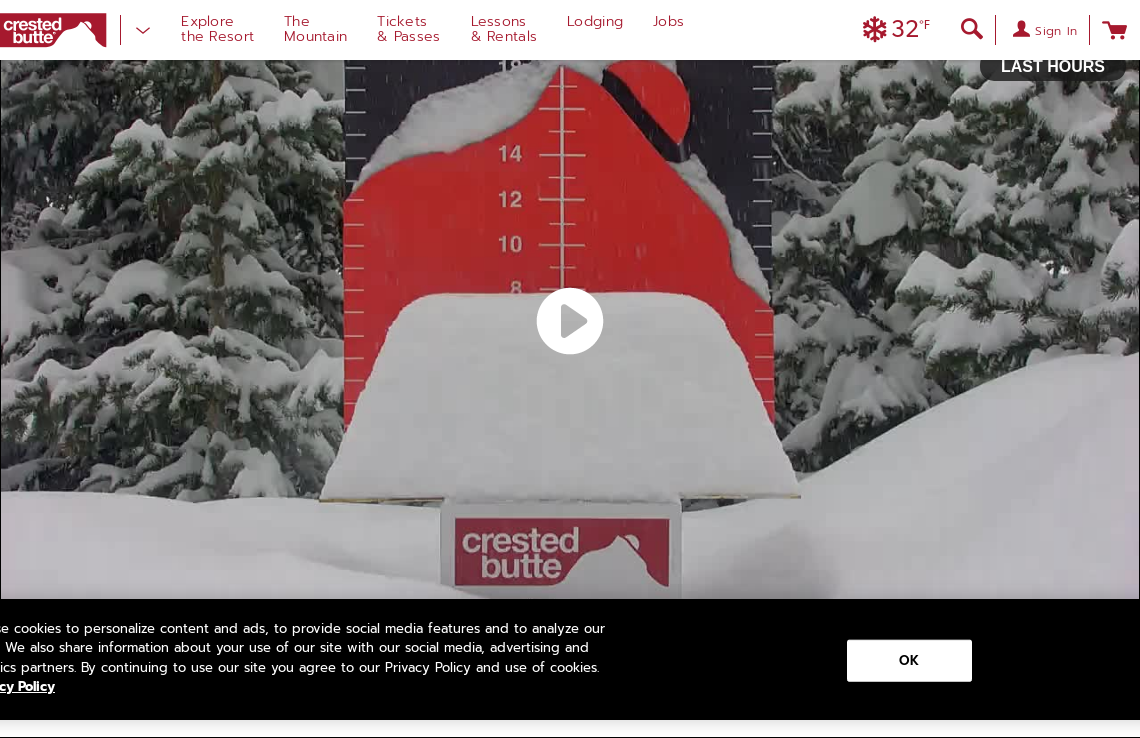 crested
butte
Explore
the Resort
The
Mountain
Tickets
& Passes
Lessons
& Rentals
Lodging
Jobs
32°F
Sign In
LAST HOURS
14
12
10
8
crested
butte
cookies to personalize content and ads, to provide social media features and to analyze our
We also share information about your use of our site with our social media, advertising and
partners. By continuing to use our site you agree to our Privacy Policy and use of cookies.
Policy
OK